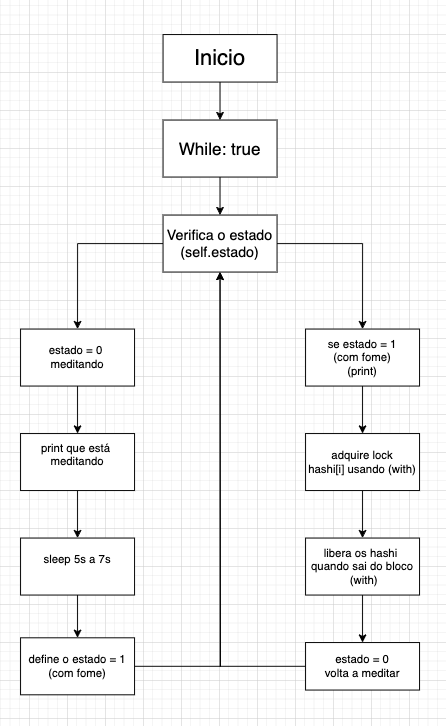 Inicio
While: true
Verifica o estado
(self.estado)
estado = 0
meditando
print que está
meditando
sleep 5s a 7s
define o estado = 1
(com fome)
se estado = 1
(com fome)
(print)
adquire lock
hashi[i] usando (with)
libera os hashi
quando sai do bloco
(with)
estado = 0
volta a meditar